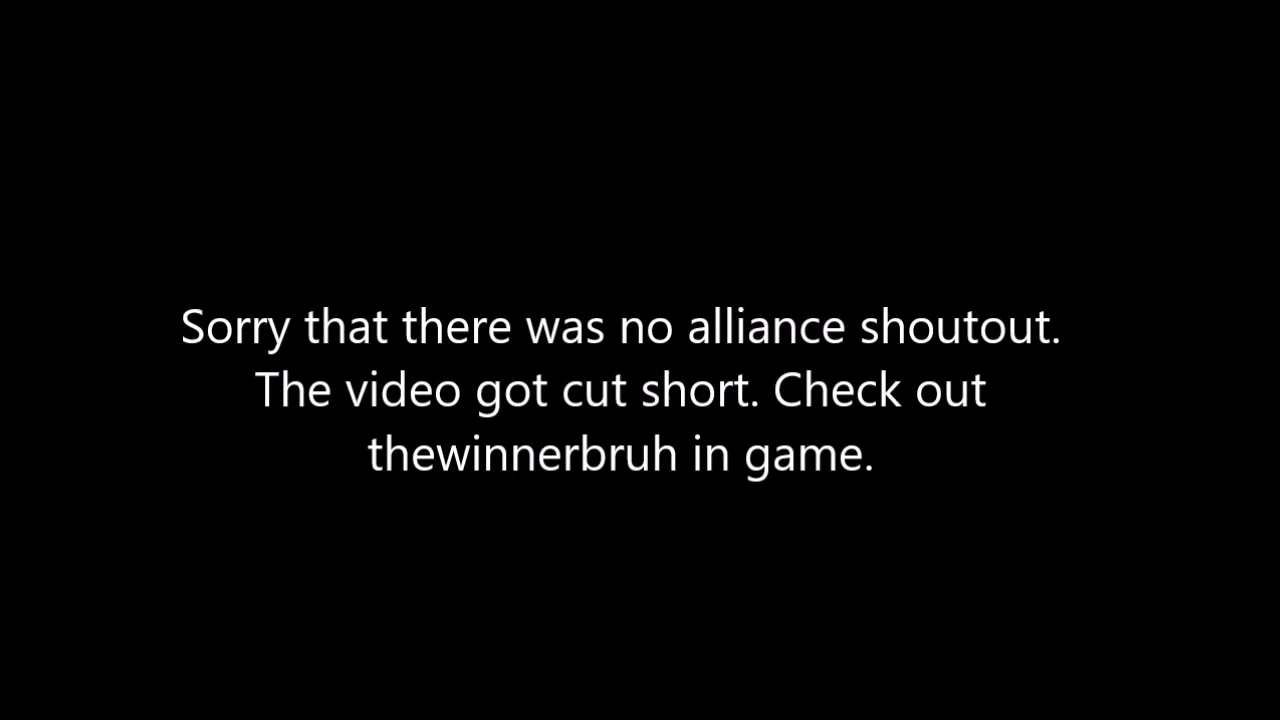 Sorry that there was no alliance shoutout.
The video got cut short. Check out
thewinnerbruh in game.